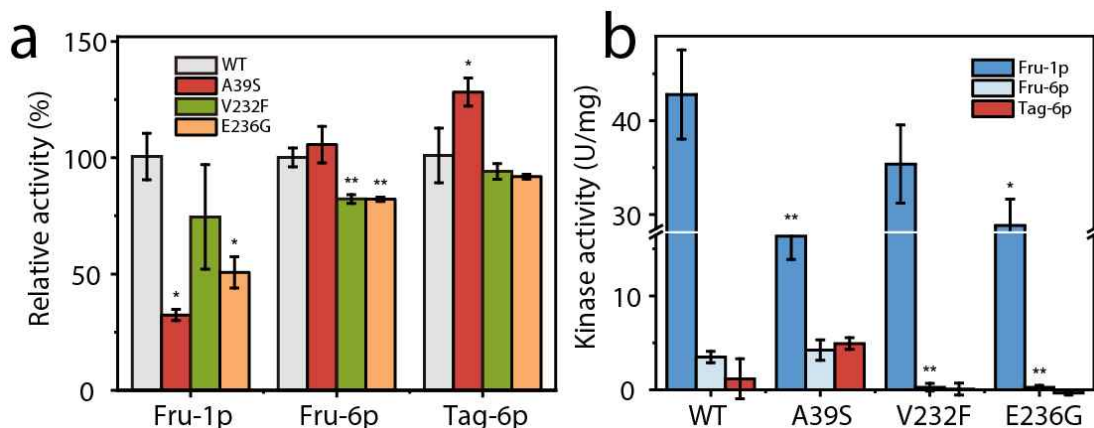 a
Relative activity (%)
150
100
50
0
WT
A39S
V232F
E236G
*
*
**
**
*
Fru-1p
Fru-6p
Tag-6p
b
Kinase activity (U/mg)
40
30
10
0
Fru-1p
Fru-6p
Tag-6p
**
**
*
**
WT
A39S
V232F
E236G